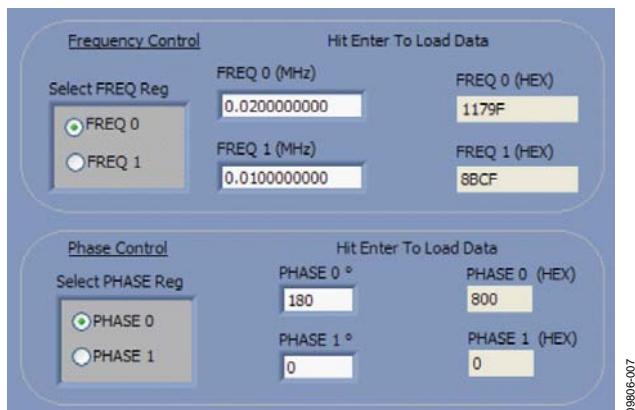 Frequency Control
Hit Enter To Load Data
Select FREQ Reg
FREQ 0
FREQ 1
FREQ 0 (MHz)
0.0200000000
FREQ 0 (HEX)
1179F
FREQ 1 (MHz)
0.0100000000
FREQ 1 (HEX)
8BCF
Phase Control
Hit Enter To Load Data
Select PHASE Reg
PHASE 0
PHASE 1
PHASE 0 °
180
PHASE 0 (HEX)
800
PHASE 1 °
0
PHASE 1 (HEX)
0
09806-007